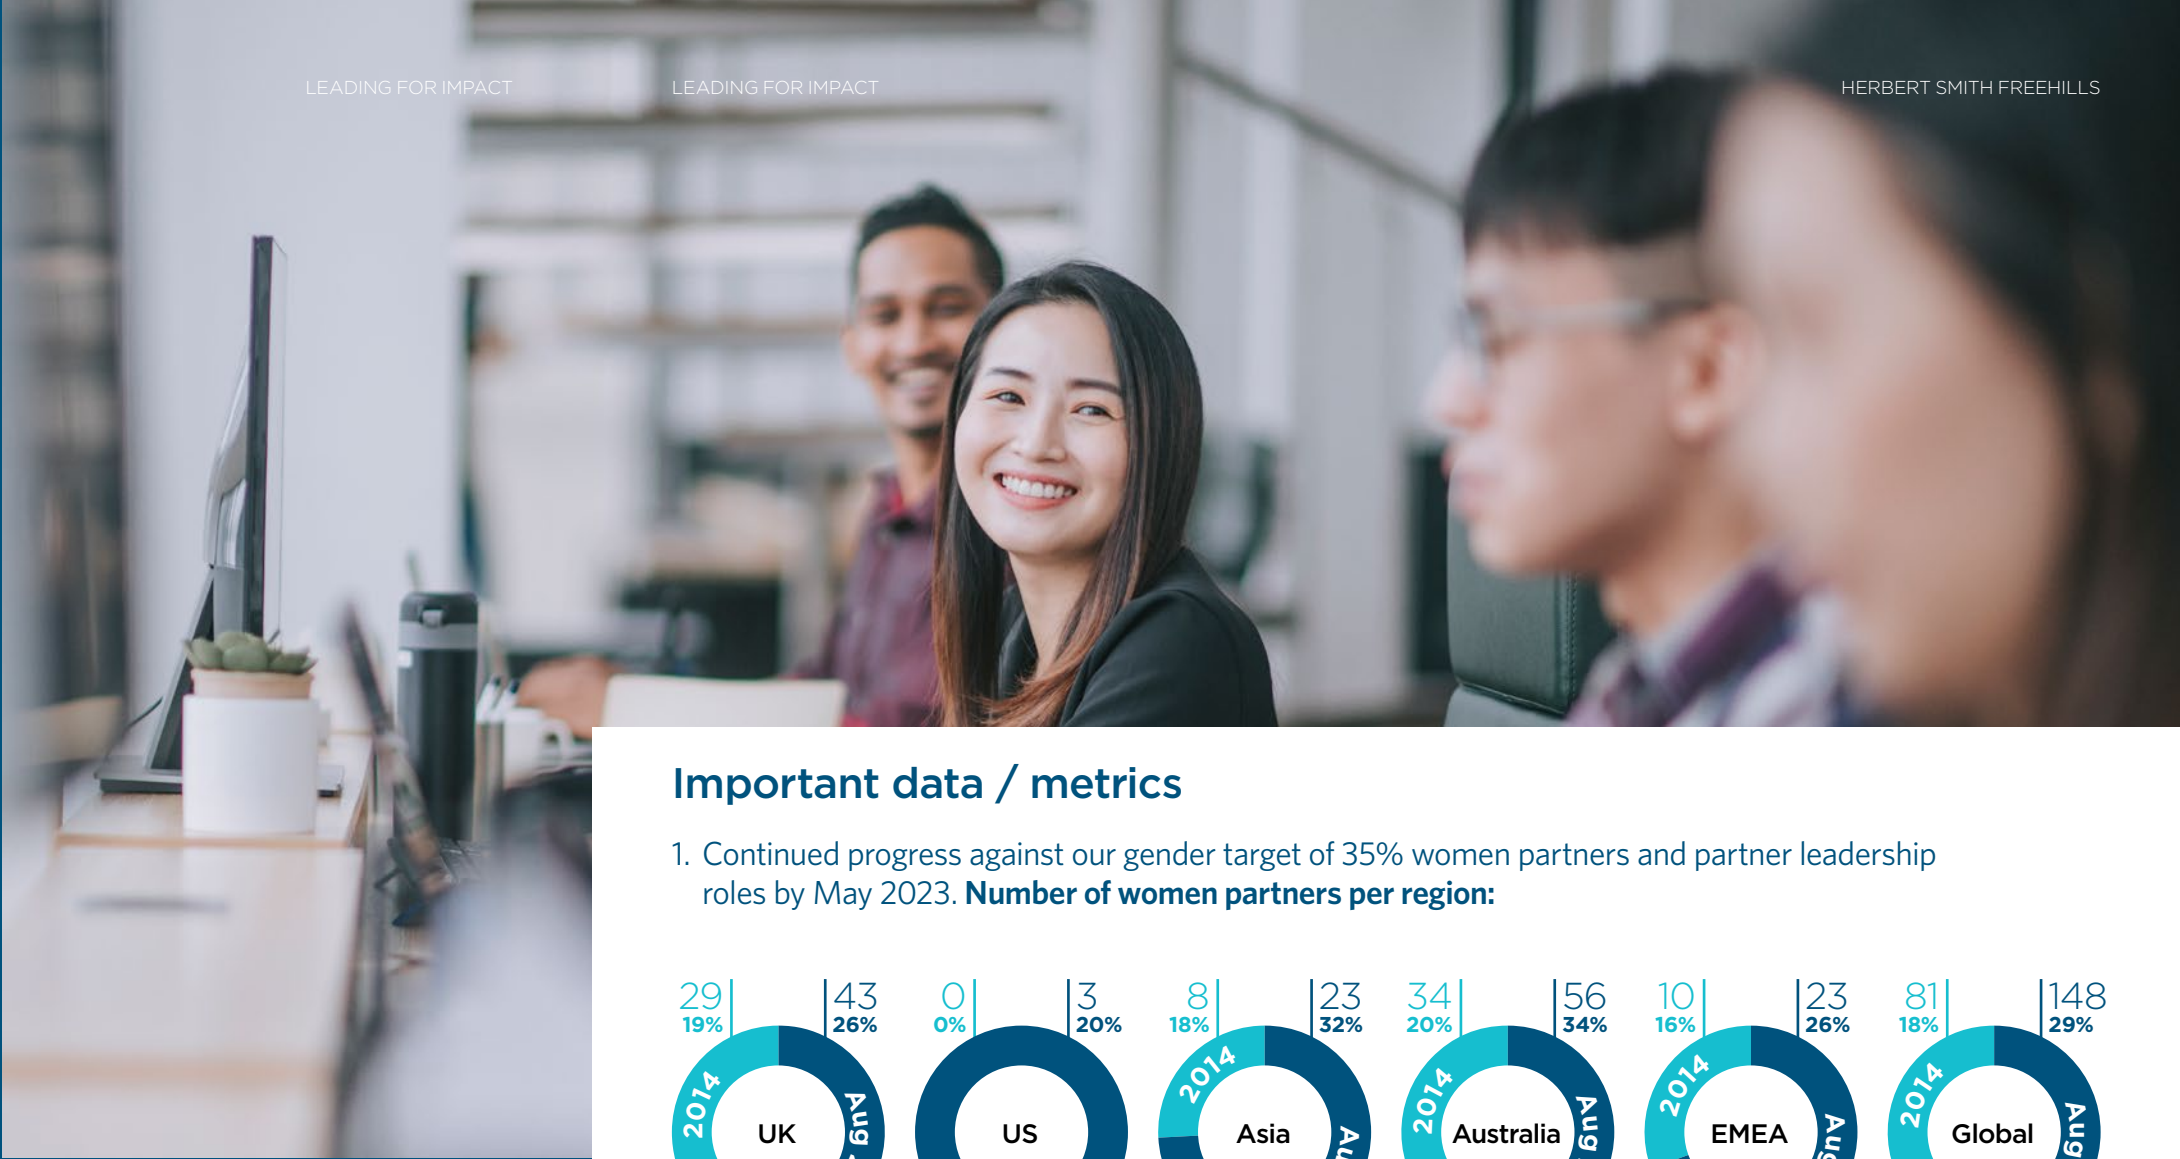 LEADING FOR IMPACT
LEADING FOR IMPACT
HERBERT SMITH FREEHILLS
Important data / metrics
1. Continued progress against our gender target of 35% women partners and partner leadership
roles by May 2023. Number of women partners per region:
29 43 0 3 8 23 34 56 10 23 81 148
19% 26% 0% 20% 18% 32% 20% 34% 16% 26% 18% 29%
2014 Aug 2014 2014 Aug 2014 2014 Aug
UK US Asia Australia EMEA Global